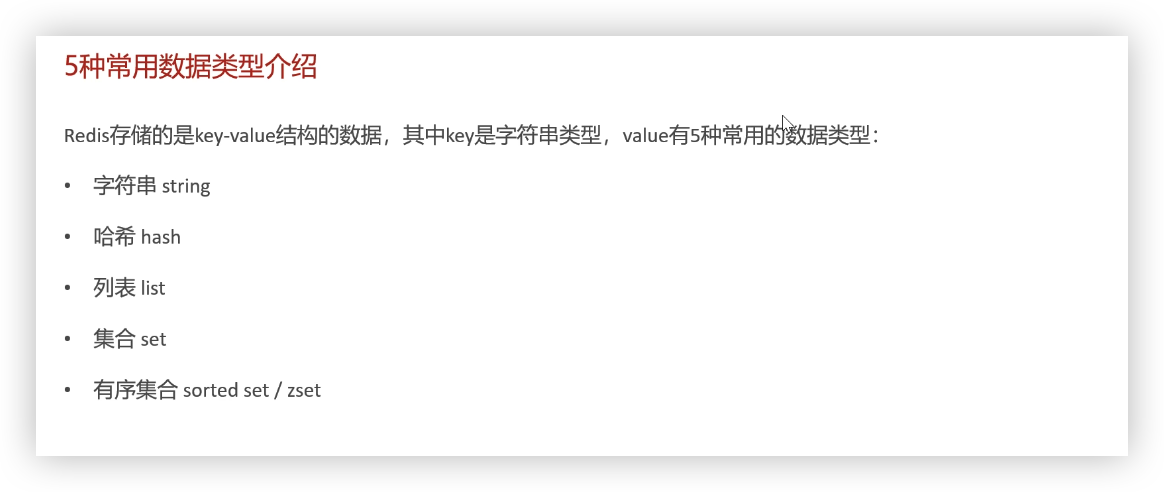 5种常用数据类型介绍
Redis存储的是key-value结构的数据，其中key是字符串类型，value有5种常用的数据类型：
• 字符串 string
• 哈希 hash
• 列表 list
• 集合 set
• 有序集合 sorted set / zset